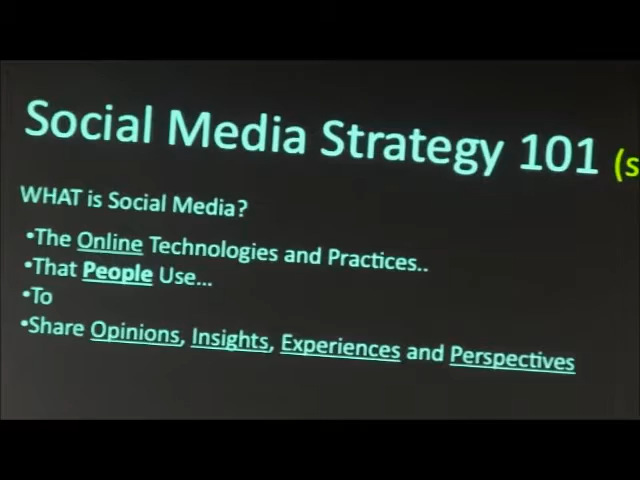 Social Media Strategy 101 (s
WHAT is Social Media?
•The Online Technologies and Practices..
•That People Use...
•To
•Share Opinions, Insights, Experiences and Perspectives